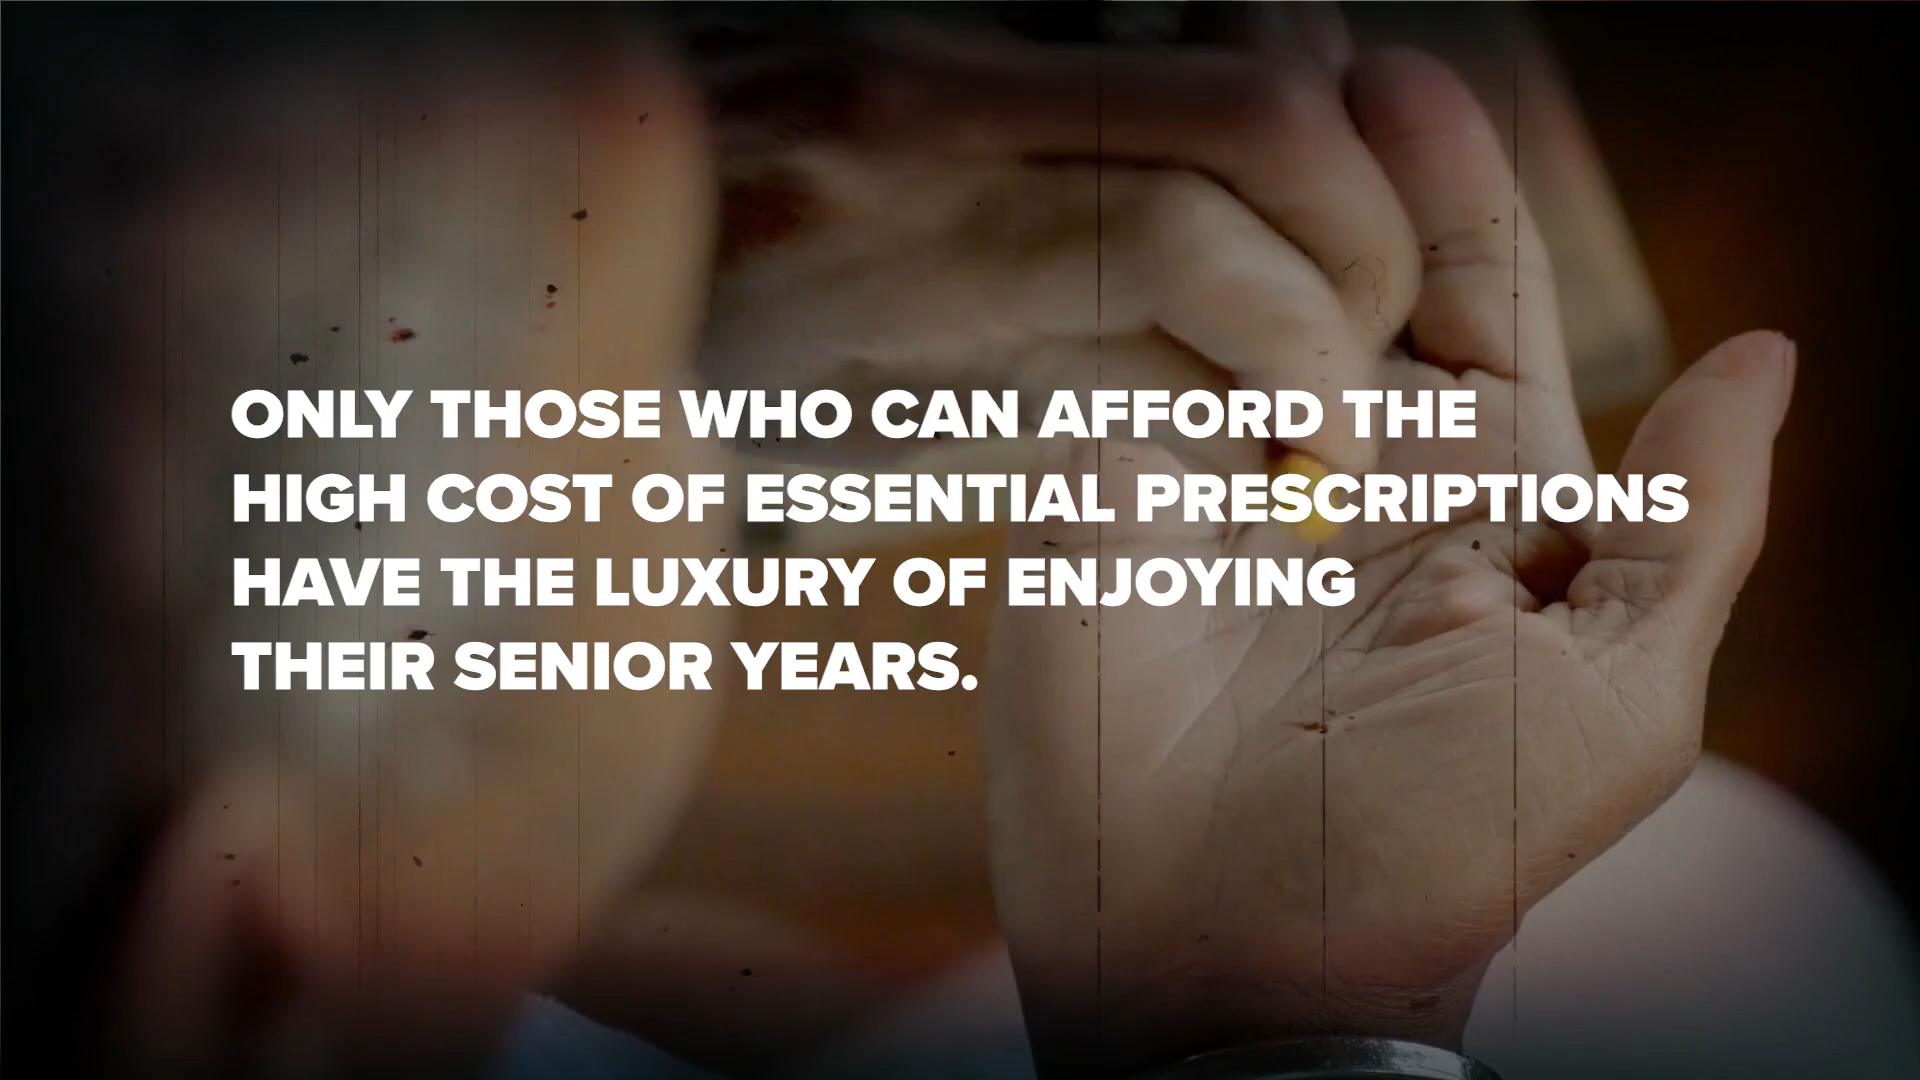 ONLY THOSE WHO CAN AFFORD THE
HIGH COST OF ESSENTIAL PRESCRIPTIONS
HAVE THE LUXURY OF ENJOYING
THEIR SENIOR YEARS.